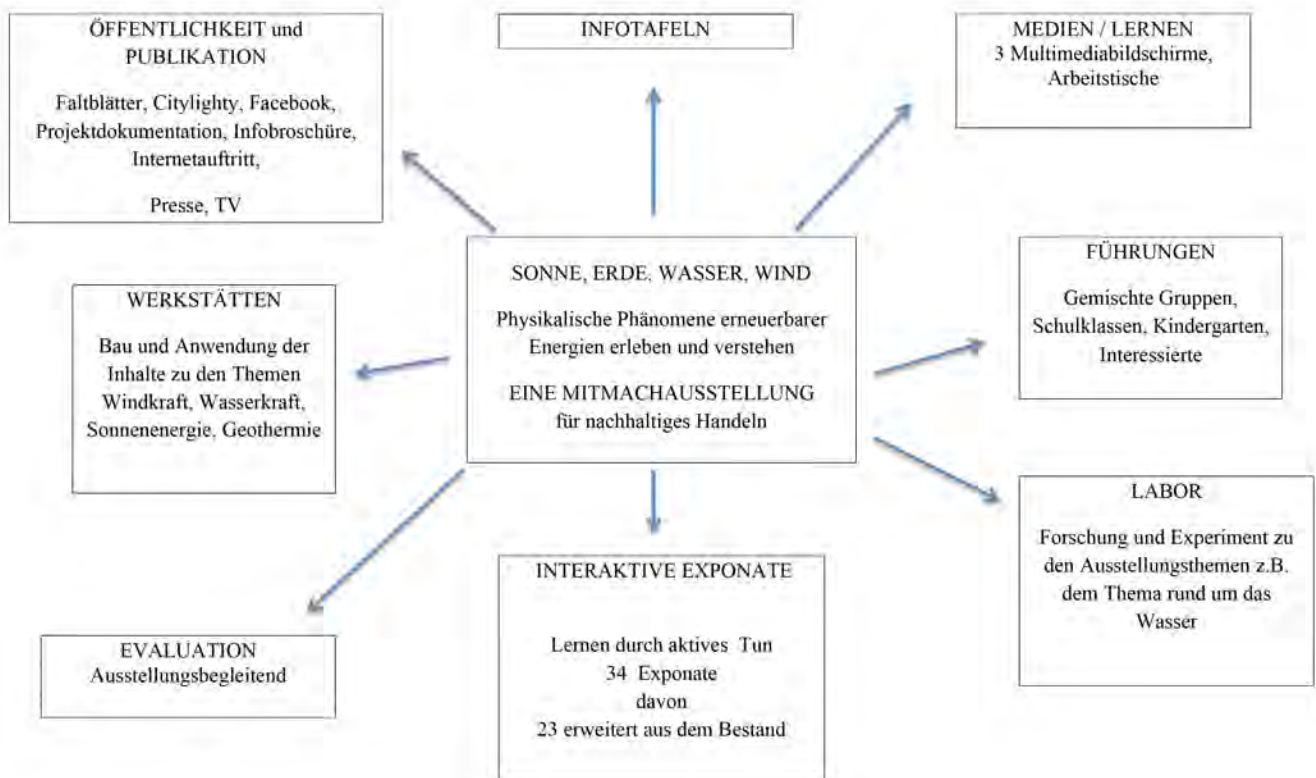 ÖFFENTLICHKEIT und
PUBLIKATION
Faltblätter, Citylighty, Facebook,
Projektdokumentation, Infobroschüre,
Internetauftritt,
Presse, TV
INFOTAFELN
MEDIEN / LERNEN
3 Multimediabildschirme,
Arbeitstische
SONNE, ERDE. WASSER, WIND
Physikalische Phänomene erneuerbarer
Energien erleben und verstehen
EINE MITMACHAUSSTELLUNG
für nachhaltiges Handeln
FÜHRUNGEN
Gemischte Gruppen,
Schulklassen, Kindergarten,
Interessierte
WERKSTÄTTEN
Bau und Anwendung der
Inhalte zu den Themen
Windkraft, Wasserkraft,
Sonnenenergie, Geothermie
LABOR
Forschung und Experiment zu
den Ausstellungsthemen z.B.
dem Thema rund um das
Wasser
EVALUATION
Ausstellungsbegleitend
INTERAKTIVE EXPONATE
Lernen durch aktives Tun
34 Exponate
davon
23 erweitert aus dem Bestand